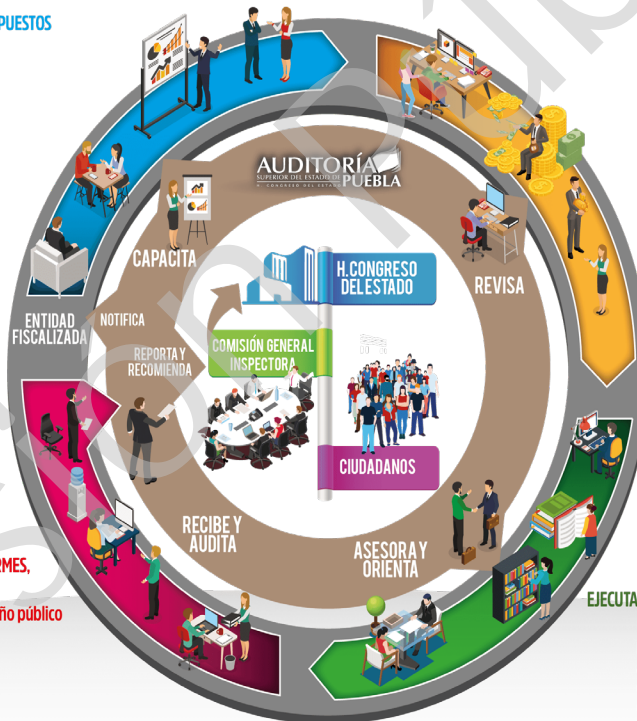 PUESTOS
AUDITORÍA
SUPERIOR DEL ESTADO DE PUEBLA
H. CONGRESO DEL ESTADO
CAPACITA
REVISA
H. CONGRESO
DEL ESTADO
ENTIDAD
FISCALIZADA
NOTIFICA
COMISIÓN GENERAL
INSPECTORA
REPORTA Y
RECOMIENDA
CIUDADANOS
RECIBE Y
AUDITA
ASESORA Y
ORIENTA
RMES,
ño público
EJECUTA